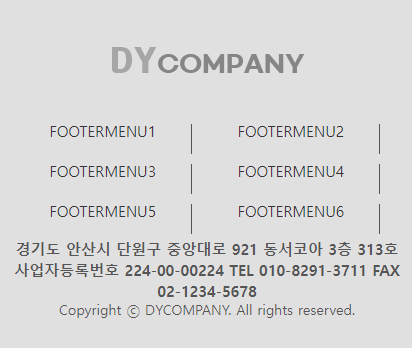 DYCOMPANY
FOOTERMENU1 FOOTERMENU2
FOOTERMENU3 FOOTERMENU4
FOOTERMENU5 FOOTERMENU6
경기도 안산시 단원구 중앙대로 921 동서코아 3층 313호
사업자등록번호 224-00-00224 TEL 010-8291-3711 FAX
02-1234-5678
Copyright ⓒ DYCOMPANY. All rights reserved.